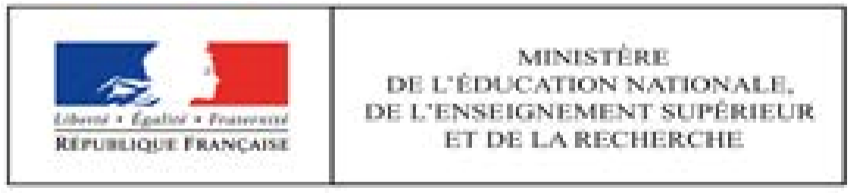 Liberté • Égalité • Fraternité
RÉPUBLIQUE FRANÇAISE
MINISTÈRE
DE L'ÉDUCATION NATIONALE,
DE L'ENSEIGNEMENT SUPÉRIEUR
ET DE LA RECHERCHE